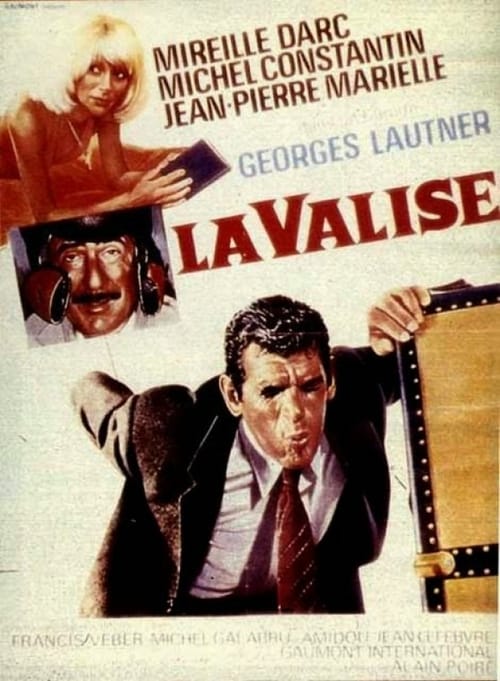 GAUMONT
MIREILLE DARC
MICHEL CONSTANTIN
JEAN-PIERRE MARIELLE
GEORGES LAUTNER
LA VALISE
FRANCIS VEBER MICHEL GALABRU AMIDOU JEAN LEFEBVRE
GAUMONT INTERNATIONAL
ALAIN POIRÉ